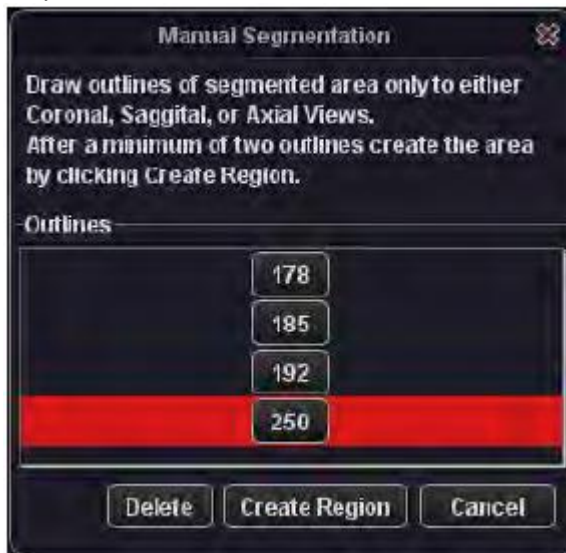 Manual Segmentation
Draw outlines of segmented area only to either
Coronal, Saggital, or Axial Views.
After a minimum of two outlines create the area
by clicking Create Region.
Outlines
178
185
192
250
Delete Create Region Cancel